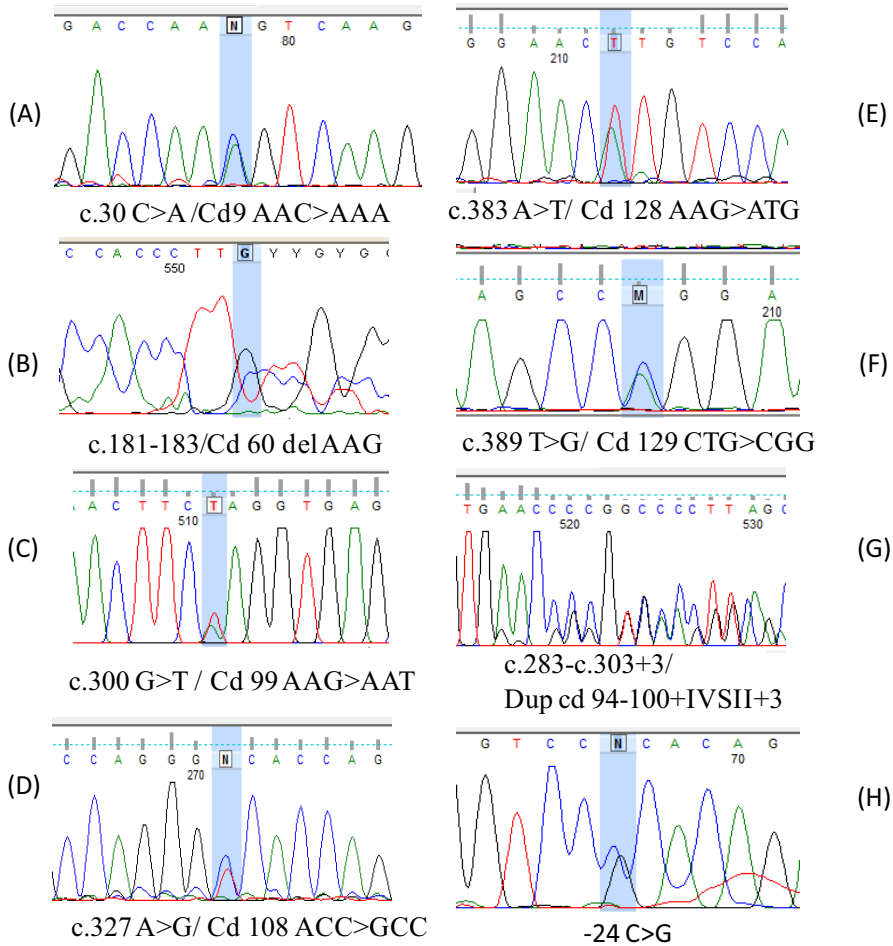 (A)
G A C C A A N G T C A A G
80
c.30 C>A /Cd9 AAC>AAA
(B)
C C A C C C T T G Y Y G Y G
550
c.181-183/Cd 60 delAAG
(C)
A A C T T C T A G G T G A G
510
c.300 G>T / Cd 99 AAG>AAT
(D)
C C A G G G N C A C C A G
270
c.327 A>G/ Cd 108 ACC>GCC
(E)
G G A A C T T G T C C A
210
c.383 A>T/ Cd 128 AAG>ATG
(F)
A G C C M G G A
210
c.389 T>G/ Cd 129 CTG>CGG
(G)
T G A A C C C C G G C C C C T T A G C
520 530
c.283-c.303+3/
Dup cd 94-100+IVSII+3
(H)
G T C C N C A C A G
70
-24 C>G